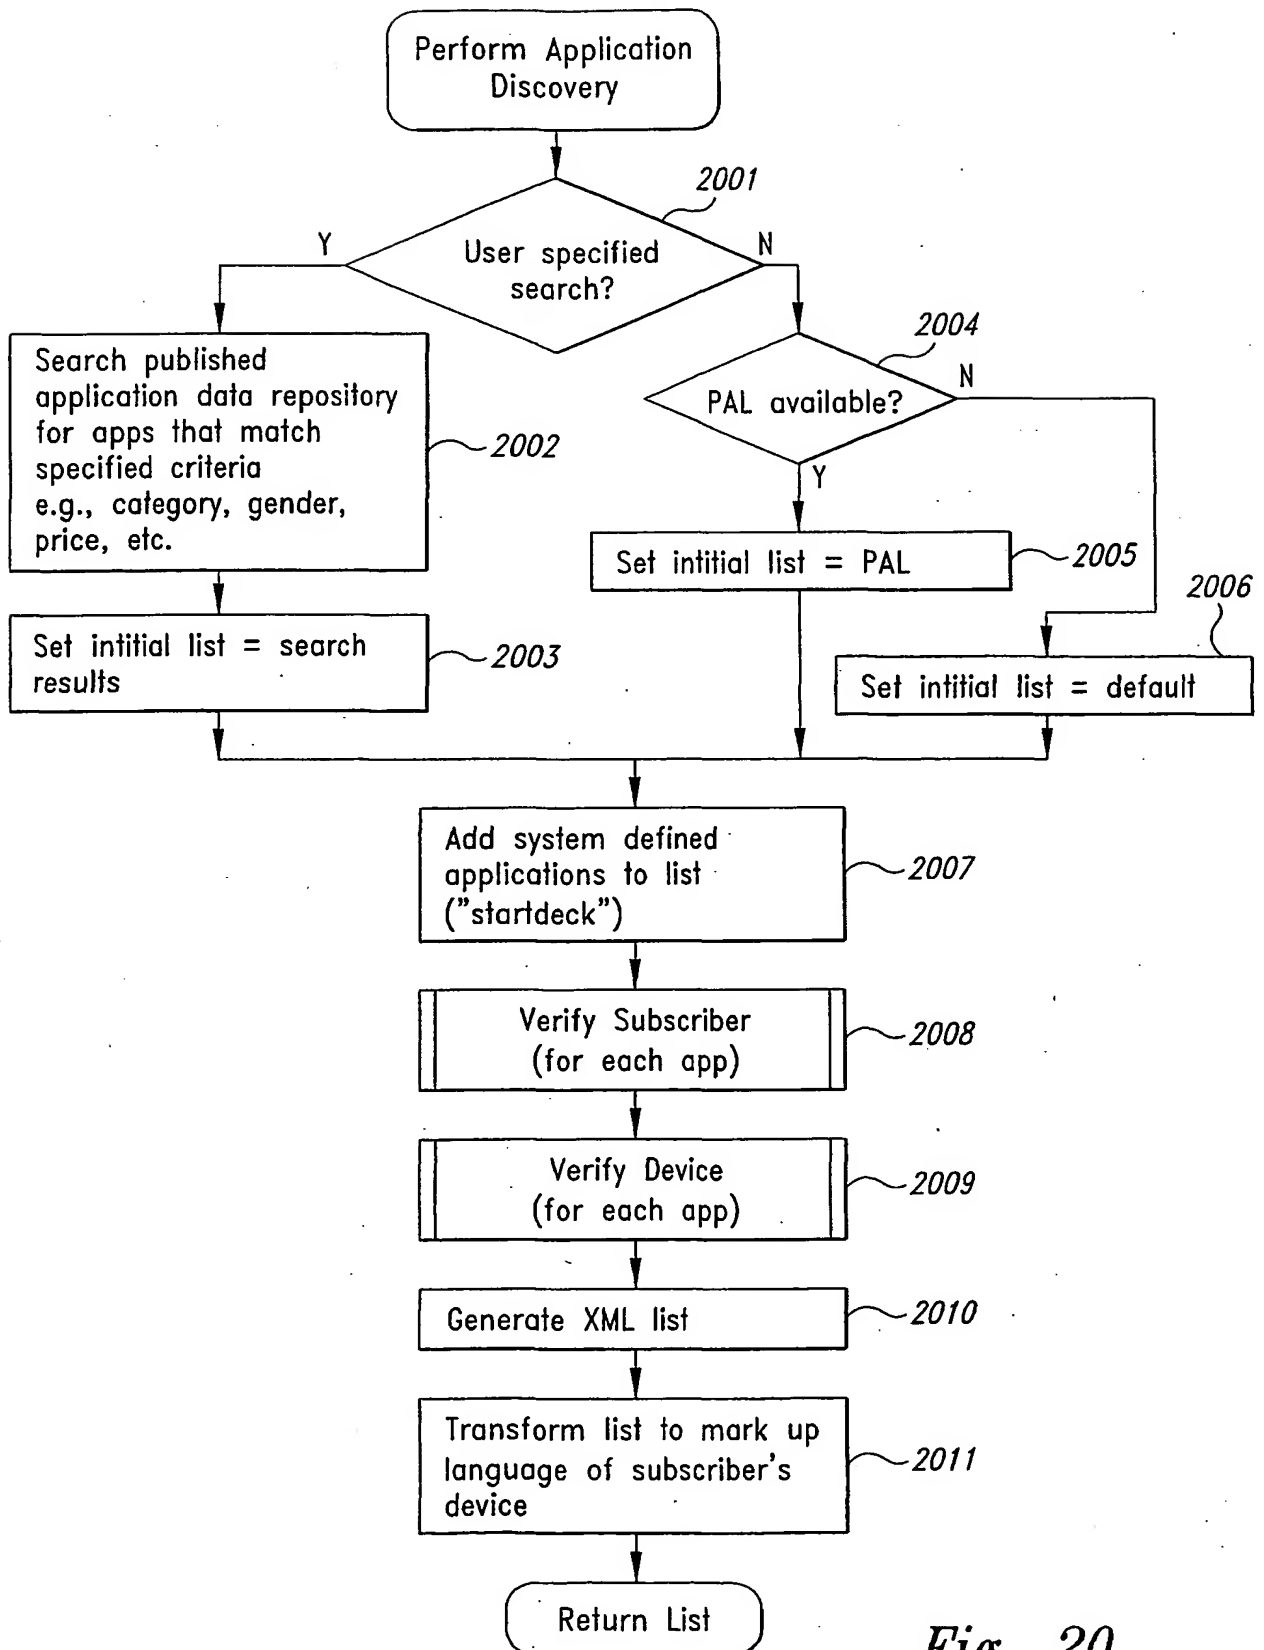 Perform Application
Discovery
2001
Y
N
User specified
search?
2004
Search published
application data repository
for apps that match
specified criteria
e.g., category, gender,
price, etc.
2002
PAL available?
N
Y
Set intitial list = PAL
2005
2006
Set intitial list = search
results
2003
Set intitial list = default
Add system defined
applications to list
("startdeck")
2007
Verify Subscriber
(for each app)
2008
Verify Device
(for each app)
2009
Generate XML list
2010
Transform list to mark up
language of subscriber's
device
2011
Return List
Fig. 20